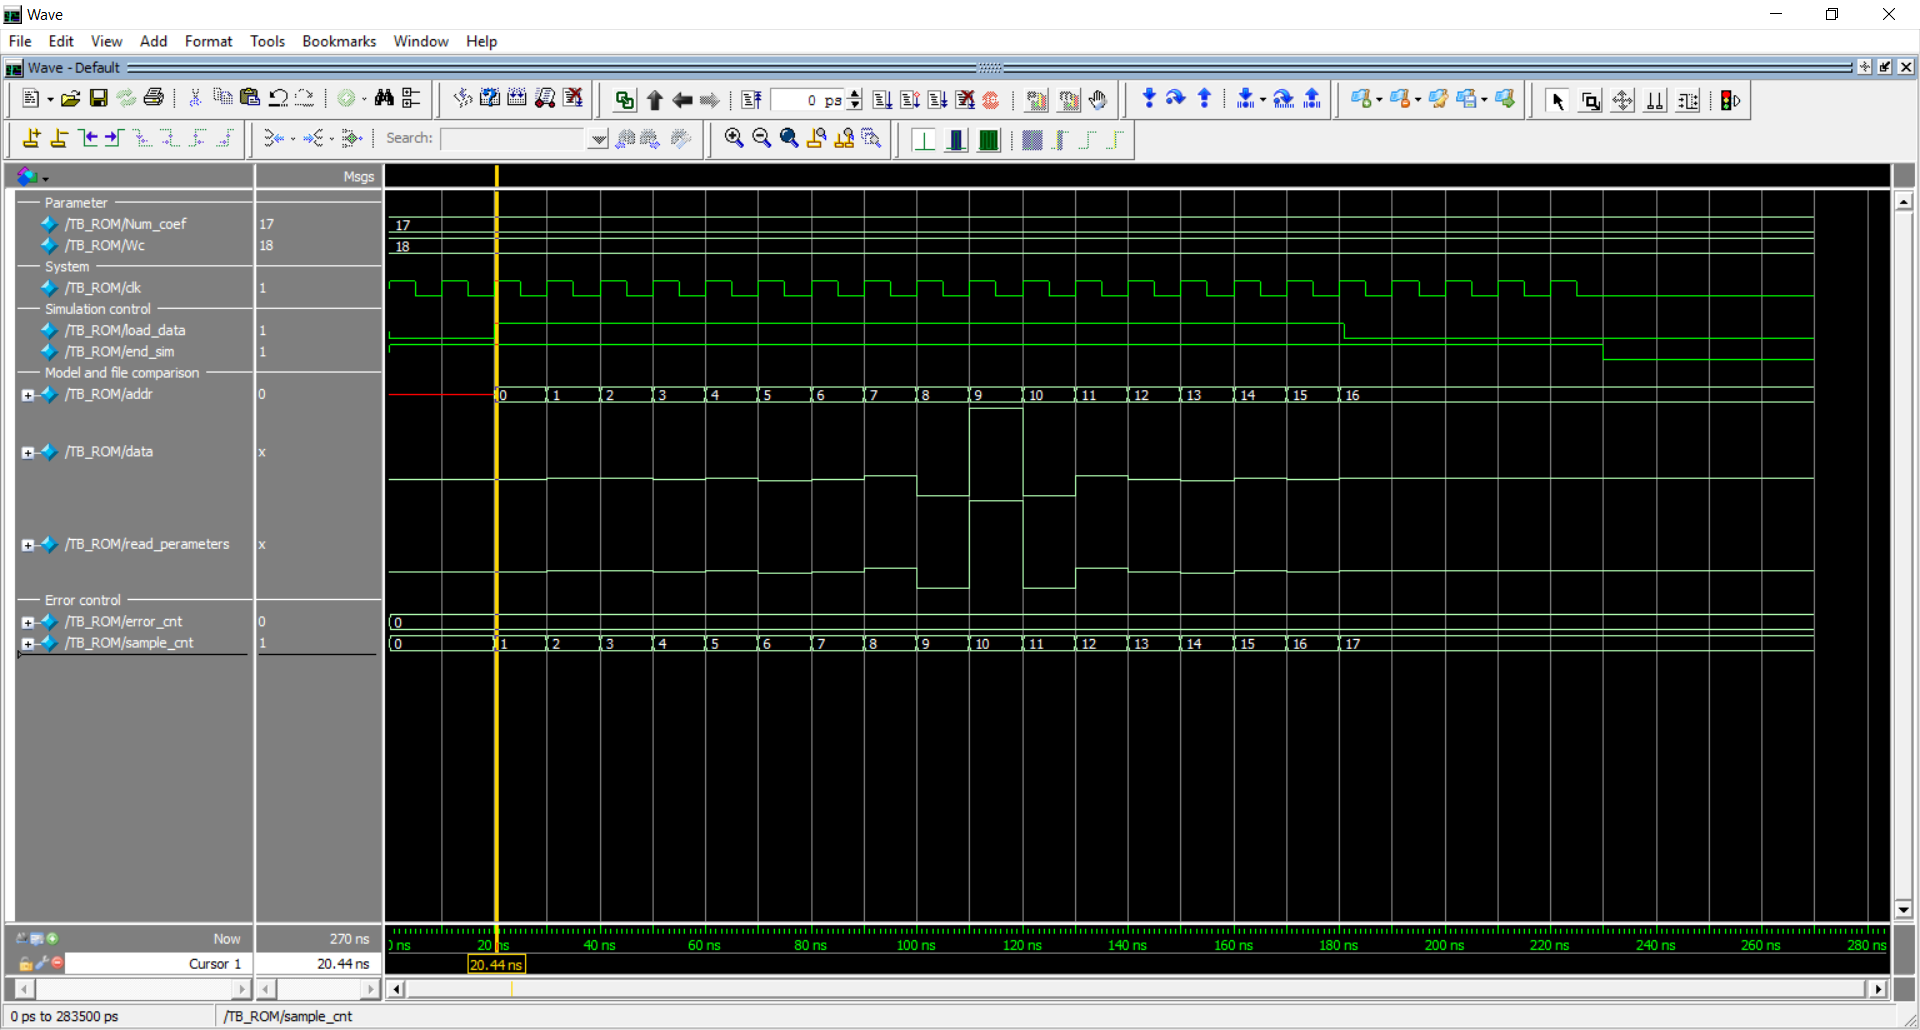 Wave
File Edit View Add Format Tools Bookmarks Window Help
Wave - Default
0 ps
Search:
Msgs
Parameter
/TB_ROM/Num_coef 17 17
/TB_ROM/Wc 18 18
System
/TB_ROM/clk 1
Simulation control
/TB_ROM/load_data 1
/TB_ROM/end_sim 1
Model and file comparison
/TB_ROM/addr 0 0 1 2 3 4 5 6 7 8 9 10 11 12 13 14 15 16
/TB_ROM/data x
/TB_ROM/read_perameters x
Error control
/TB_ROM/error_cnt 0 0
/TB_ROM/sample_cnt 1 0 1 2 3 4 5 6 7 8 9 10 11 12 13 14 15 16 17
Now 270 ns ns 20 ns 40 ns 60 ns 80 ns 100 ns 120 ns 140 ns 160 ns 180 ns 200 ns 220 ns 240 ns 260 ns 280 ns
Cursor 1 20.44 ns 20.44 ns
0 ps to 283500 ps /TB_ROM/sample_cnt